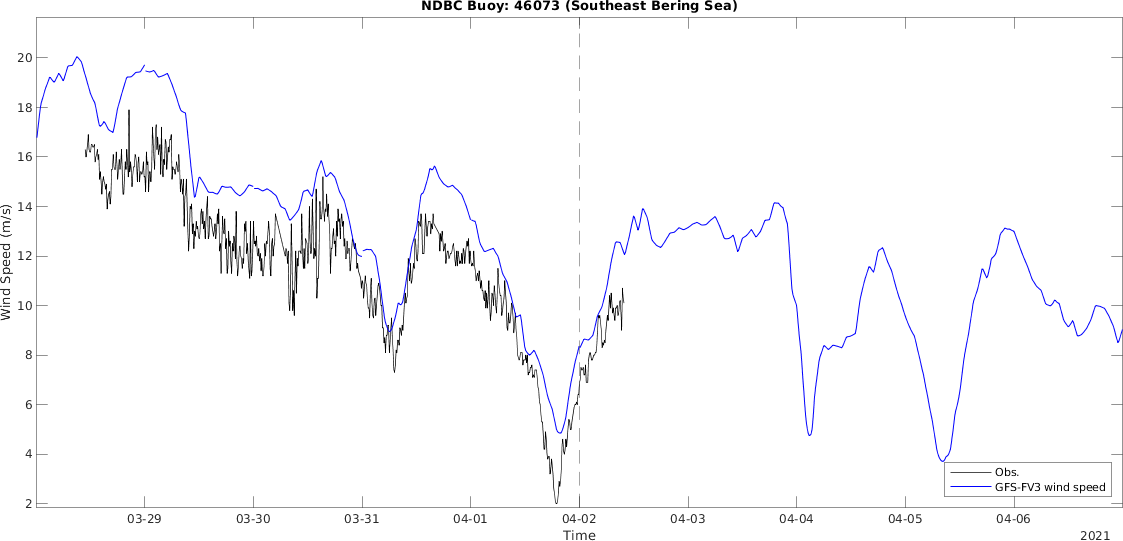 NDBC Buoy: 46073 (Southeast Bering Sea)
Wind Speed (m/s)
20
18
16
14
12
10
8
6
4
2
Obs.
GFS-FV3 wind speed
03-29 03-30 03-31 04-01 04-02 04-03 04-04 04-05 04-06
Time
2021